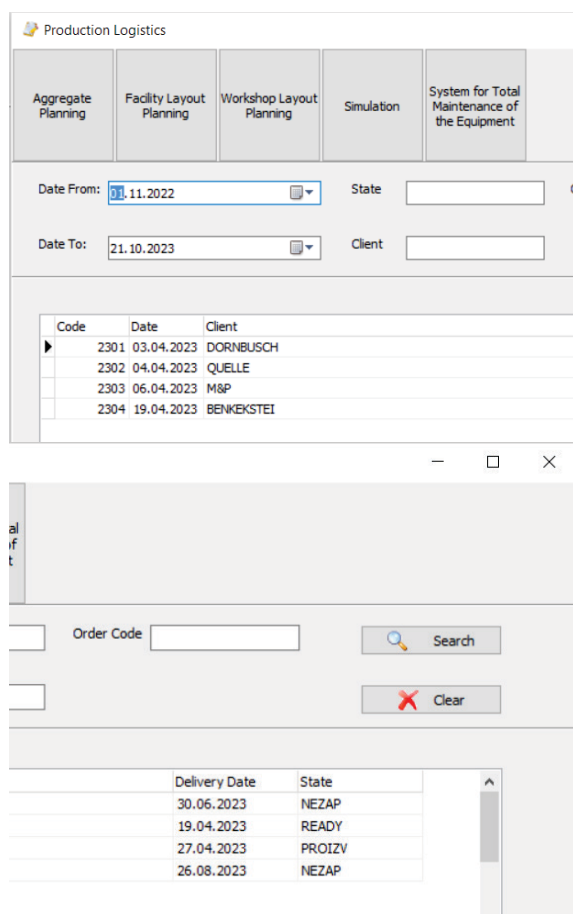 Production Logistics
Aggregate
Planning
Facility Layout
Planning
Workshop Layout
Planning
Simulation
System for Total
Maintenance of
the Equipment
Date From: 01.11.2022 State
Date To: 21.10.2023 Client
Code Date Client
2301 03.04.2023 DORNBUSCH
2302 04.04.2023 QUELLE
2303 06.04.2023 M&P
2304 19.04.2023 BENKEKSTEI
Order Code Search
Clear
Delivery Date State
30.06.2023 NEZAP
19.04.2023 READY
27.04.2023 PROIZV
26.08.2023 NEZAP